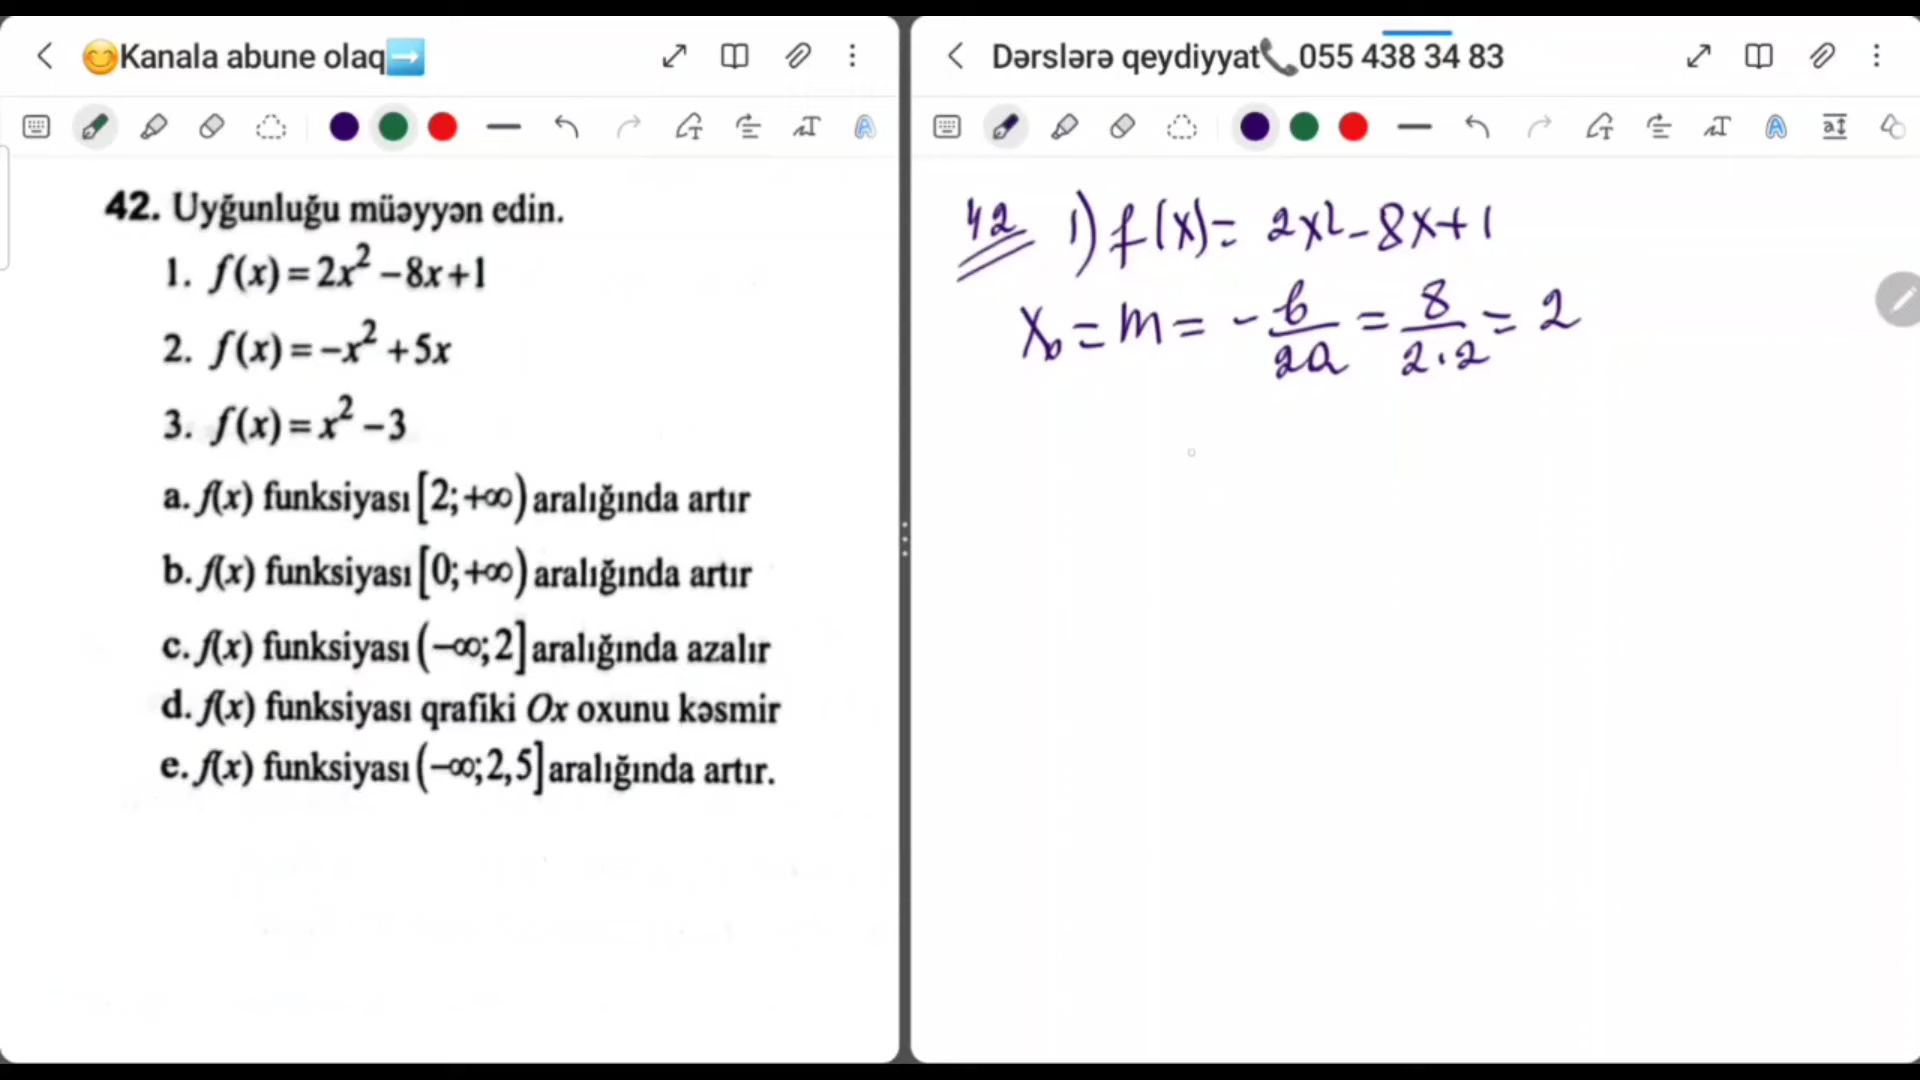 😊Kanala abune olaq➡️
42. Uyğunluğu müəyyən edin.
1. f(x) = 2x² − 8x + 1
2. f(x) = −x² + 5x
3. f(x) = x² − 3
a. f(x) funksiyası [2; +∞) aralığında artır
b. f(x) funksiyası [0; +∞) aralığında artır
c. f(x) funksiyası (−∞; 2] aralığında azalır
d. f(x) funksiyası qrafiki Ox oxunu kəsmir
e. f(x) funksiyası (−∞; 2,5] aralığında artır.
Dərslərə qeydiyyat📞055 438 34 83
42 1) f(x) = 2x² − 8x + 1
x₀ = m = − b/2a = 8/2·2 = 2